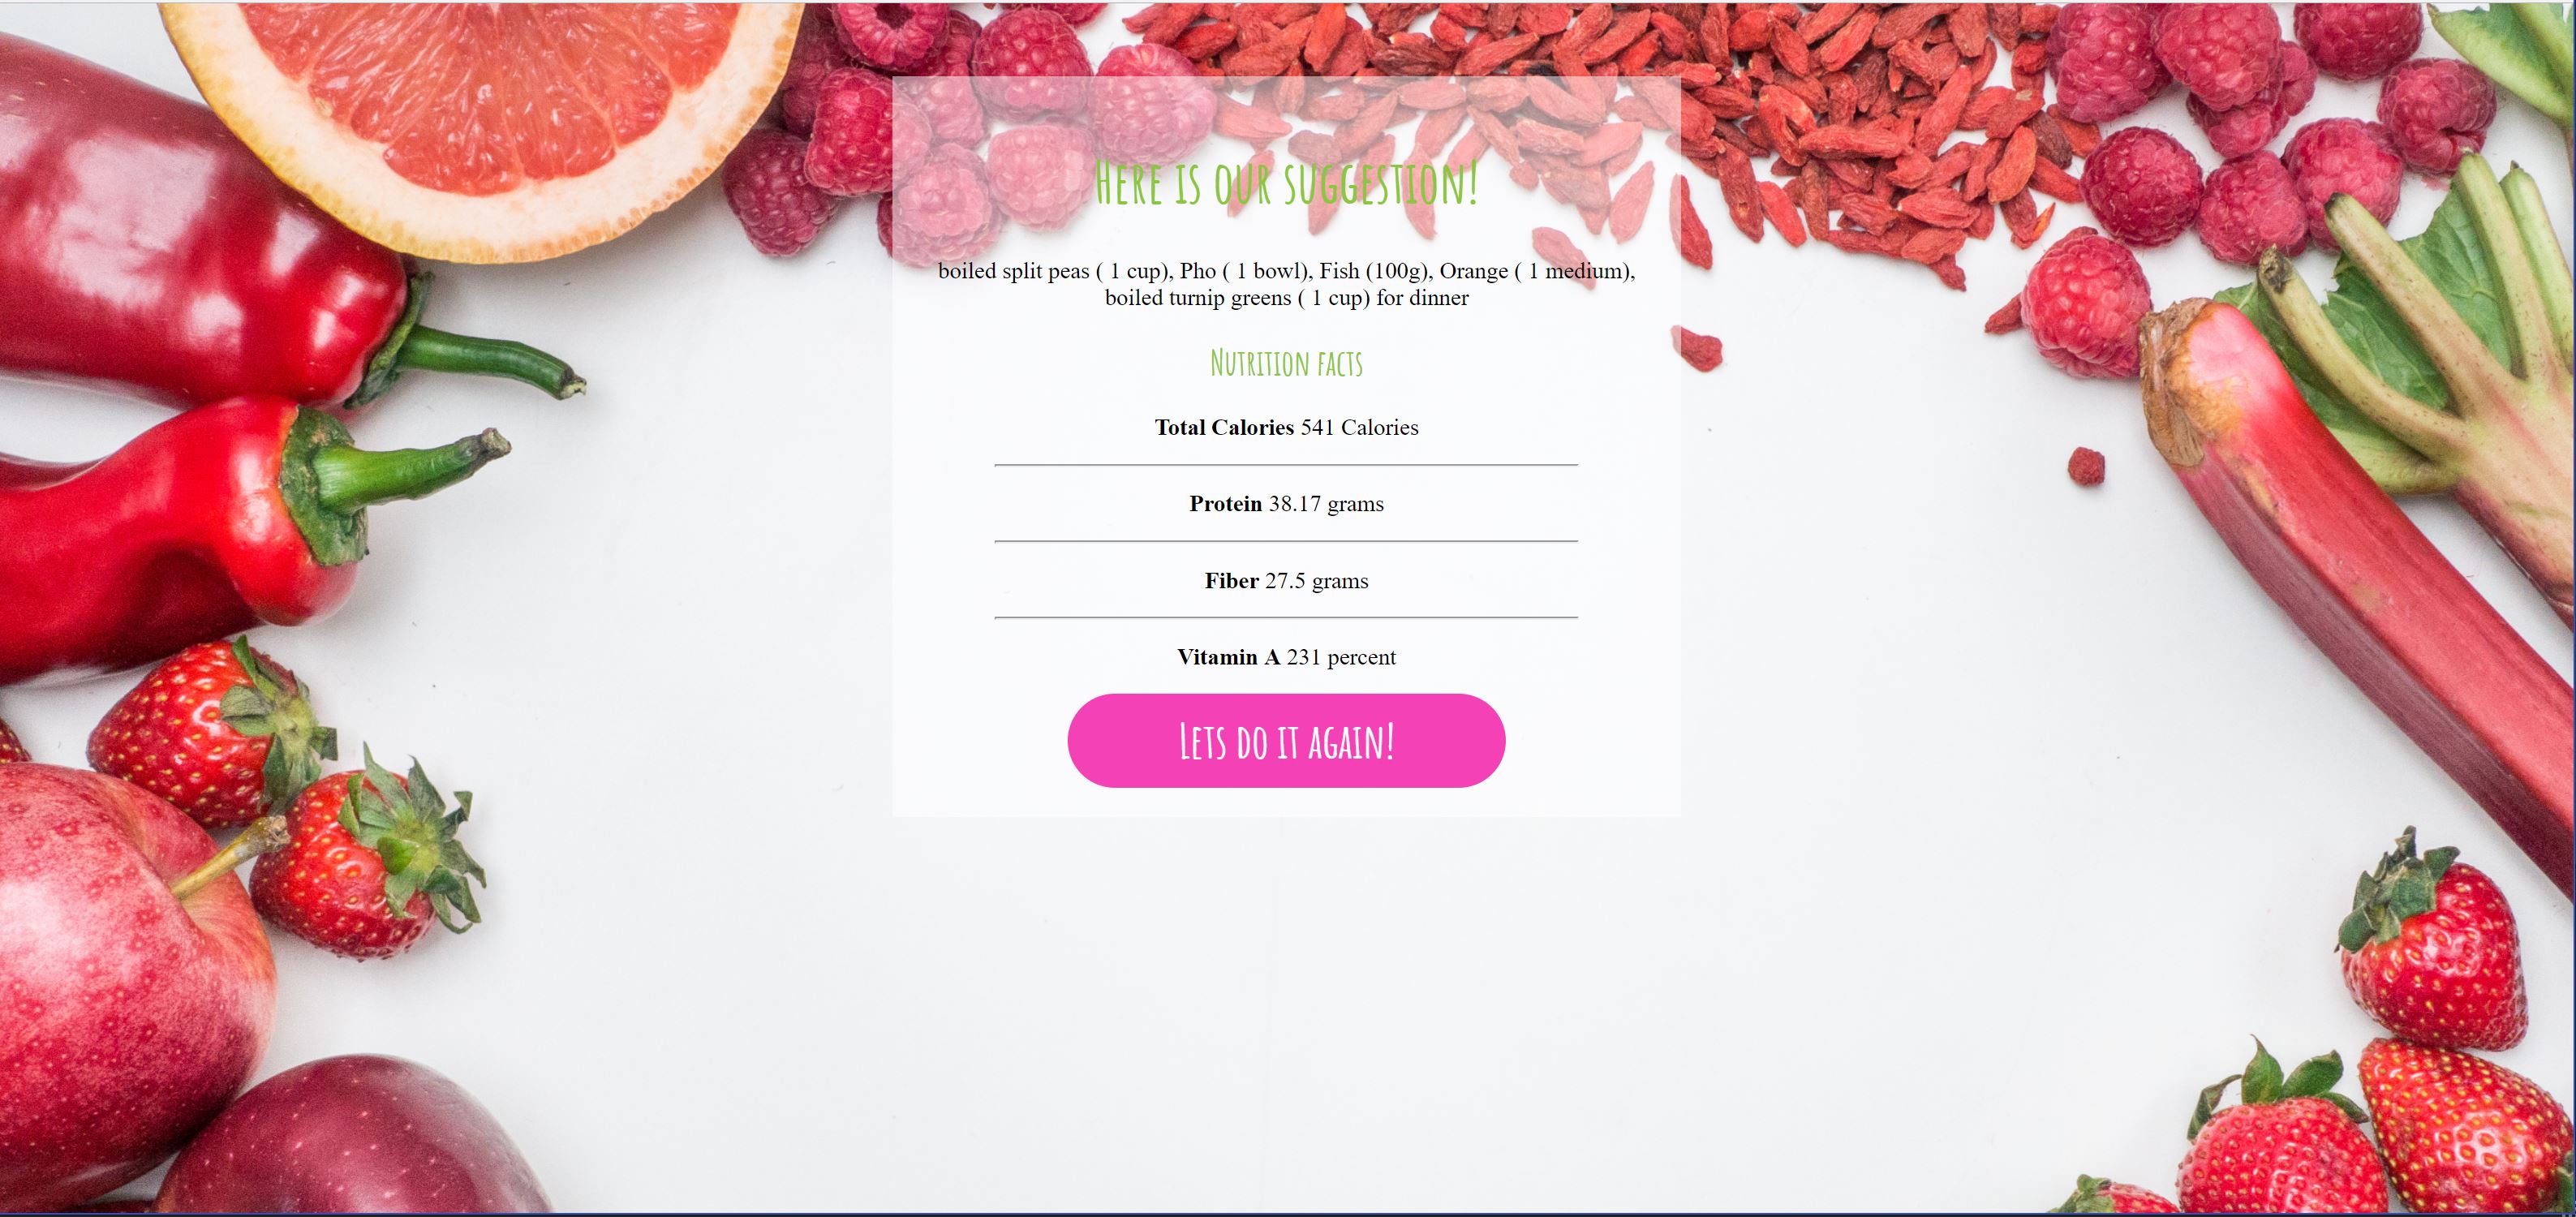 Here is our suggestion!
boiled split peas ( 1 cup), Pho ( 1 bowl), Fish (100g), Orange ( 1 medium),
boiled turnip greens ( 1 cup) for dinner
Nutrition facts
Total Calories 541 Calories
Protein 38.17 grams
Fiber 27.5 grams
Vitamin A 231 percent
Lets do it again!